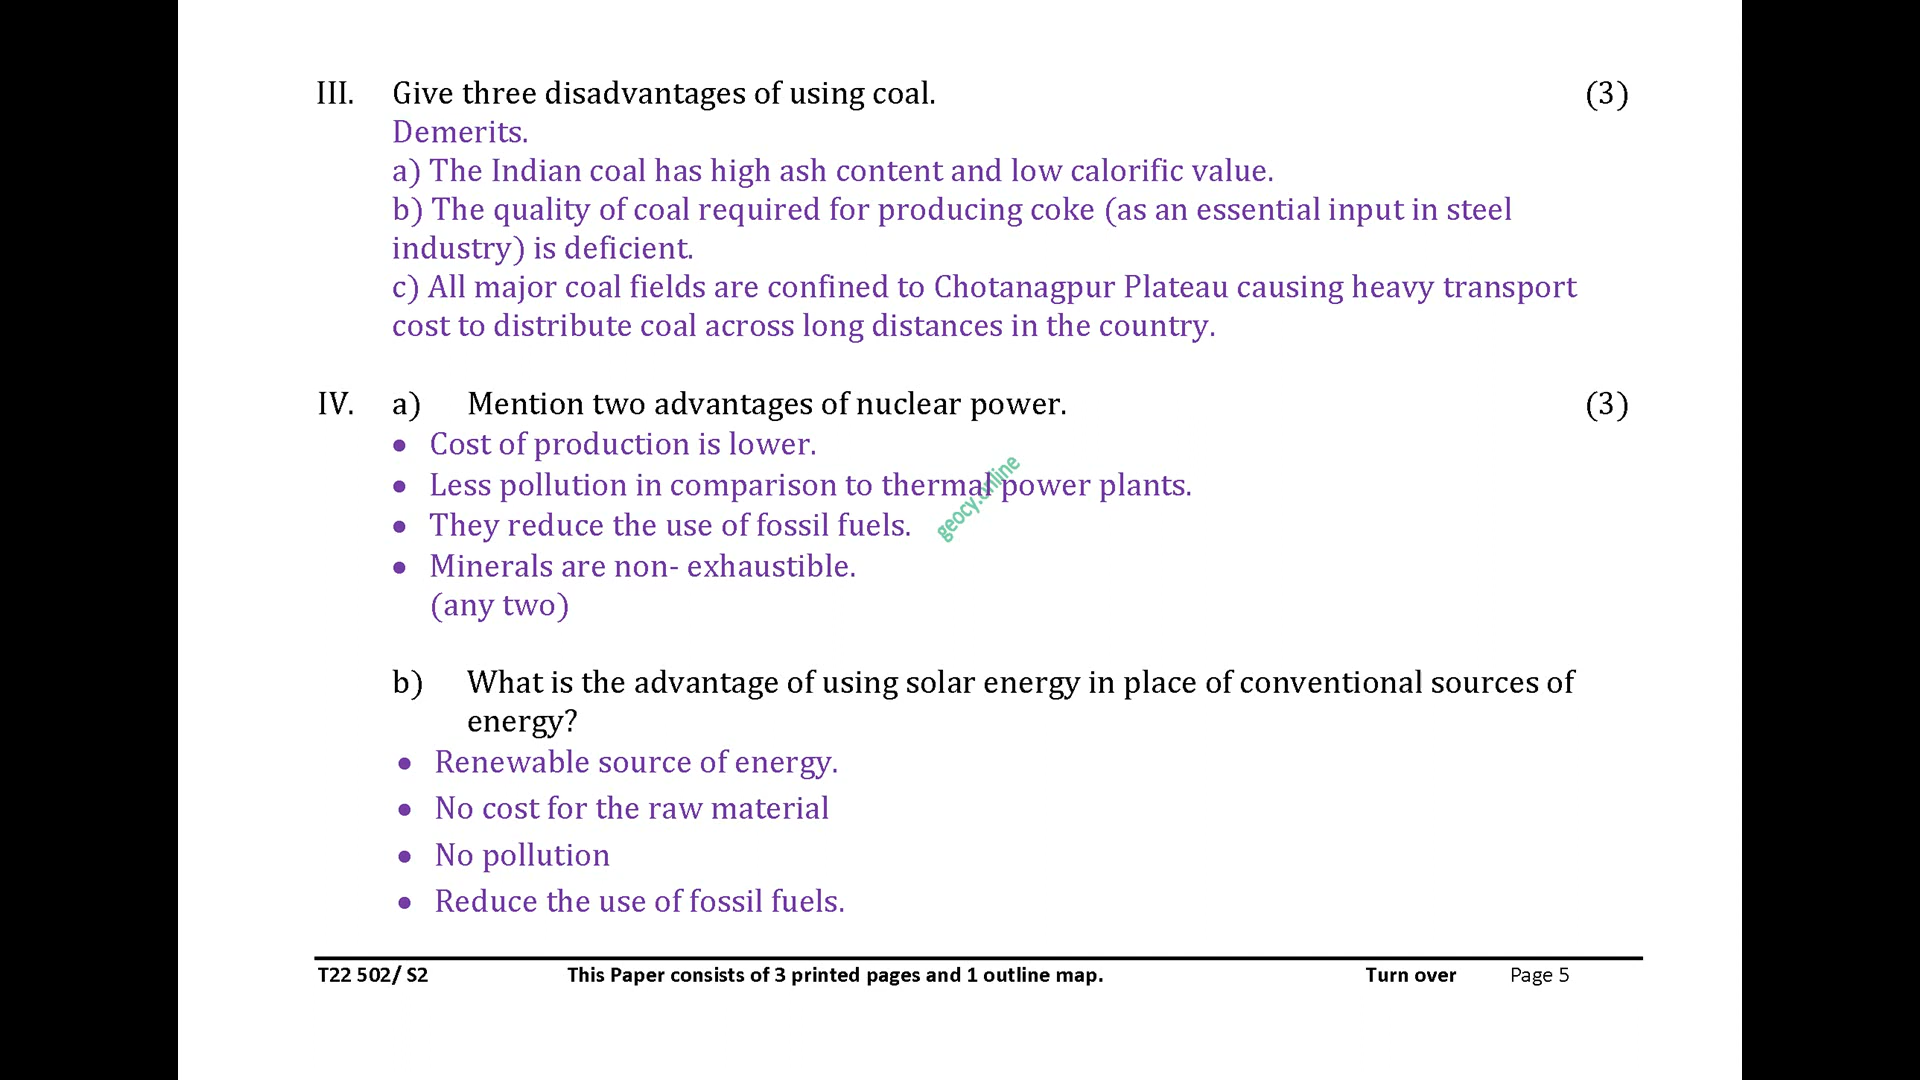 III. Give three disadvantages of using coal. (3)
Demerits.
a) The Indian coal has high ash content and low calorific value.
b) The quality of coal required for producing coke (as an essential input in steel
industry) is deficient.
c) All major coal fields are confined to Chotanagpur Plateau causing heavy transport
cost to distribute coal across long distances in the country.
IV. a) Mention two advantages of nuclear power. (3)
• Cost of production is lower.
• Less pollution in comparison to thermal power plants.
• They reduce the use of fossil fuels.
• Minerals are non- exhaustible.
(any two)
geocy.online
b) What is the advantage of using solar energy in place of conventional sources of
energy?
• Renewable source of energy.
• No cost for the raw material
• No pollution
• Reduce the use of fossil fuels.
T22 502/ S2 This Paper consists of 3 printed pages and 1 outline map. Turn over Page 5